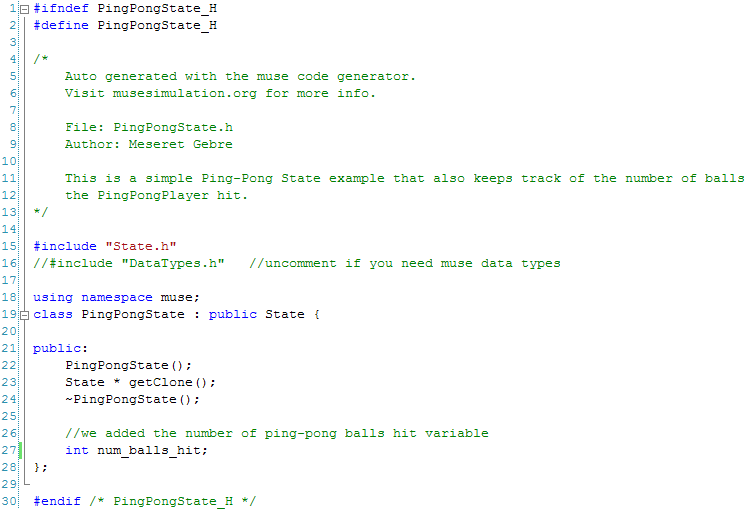 1 #ifndef PingPongState_H
2 #define PingPongState_H
3
4 /*
5     Auto generated with the muse code generator.
6     Visit musesimulation.org for more info.
7
8     File: PingPongState.h
9     Author: Meseret Gebre
10
11     This is a simple Ping-Pong State example that also keeps track of the number of balls
12     the PingPongPlayer hit.
13 */
14
15 #include "State.h"
16 //#include "DataTypes.h"   //uncomment if you need muse data types
17
18 using namespace muse;
19 class PingPongState : public State {
20
21 public:
22     PingPongState();
23     State * getClone();
24     ~PingPongState();
25
26     //we added the number of ping-pong balls hit variable
27     int num_balls_hit;
28 };
29
30 #endif /* PingPongState_H */